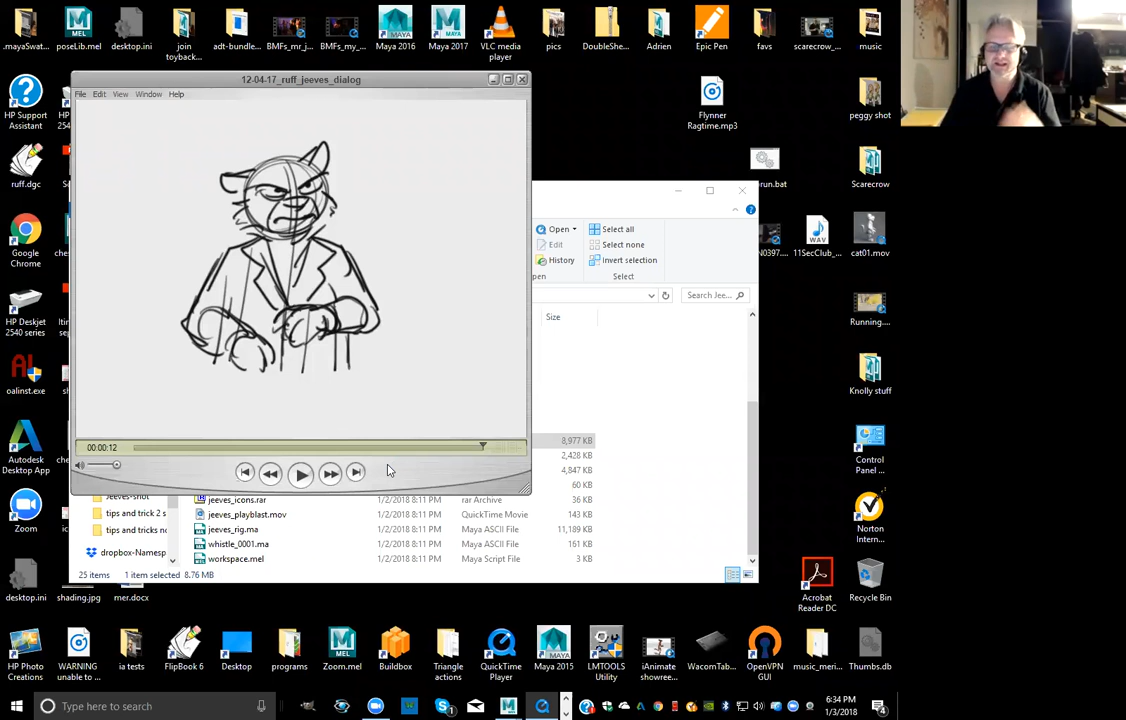 .mayaSwat...
poseLib.mel
desktop.ini
join
toyback...
adt-bundle...
BMFs_mr_j...
BMFs_my_...
Maya 2016
Maya 2017
VLC media
player
pics
DoubleShe...
Adrien
Epic Pen
favs
scarecrow_...
music
12-04-17_ruff_jeeves_dialog
File Edit View Window Help
HP Support
Assistant
HP
254
Flynner
Ragtime.mp3
peggy shot
ruff.dgc
orun.bat
Scarecrow
Open
Edit
History
Select all
Select none
Invert selection
Select
Google
Chrome
N0397....
11SecClub_...
cat01.mov
Search Jee...
Size
HP Deskjet
2540 series
Running....
oalinst.exe
Knolly stuff
00:00:12
8,977 KB
2,428 KB
4,847 KB
60 KB
Autodesk
Desktop App
Control
Panel ...
jeeves_icons.rar 1/2/2018 8:11 PM rar Archive 36 KB
tips and trick 2 s
jeeves_playblast.mov 1/2/2018 8:11 PM QuickTime Movie 143 KB
tips and tricks no
jeeves_rig.ma 1/2/2018 8:11 PM Maya ASCII File 11,189 KB
whistle_0001.ma 1/2/2018 8:11 PM Maya ASCII File 161 KB
dropbox-Namesp
workspace.mel 1/2/2018 8:11 PM Maya Script File 3 KB
25 items 1 item selected 8.76 MB
Zoom
Norton
Intern...
desktop.ini
shading.jpg
mer.docx
Acrobat
Reader DC
Recycle Bin
HP Photo
Creations
WARNING
unable to ...
ia tests
FlipBook 6
Desktop
programs
Zoom.mel
Buildbox
Triangle
actions
QuickTime
Player
Maya 2015
LMTOOLS
Utility
iAnimate
showree...
WacomTab...
OpenVPN
GUI
music_meri...
Thumbs.db
Type here to search
6:34 PM
1/3/2018